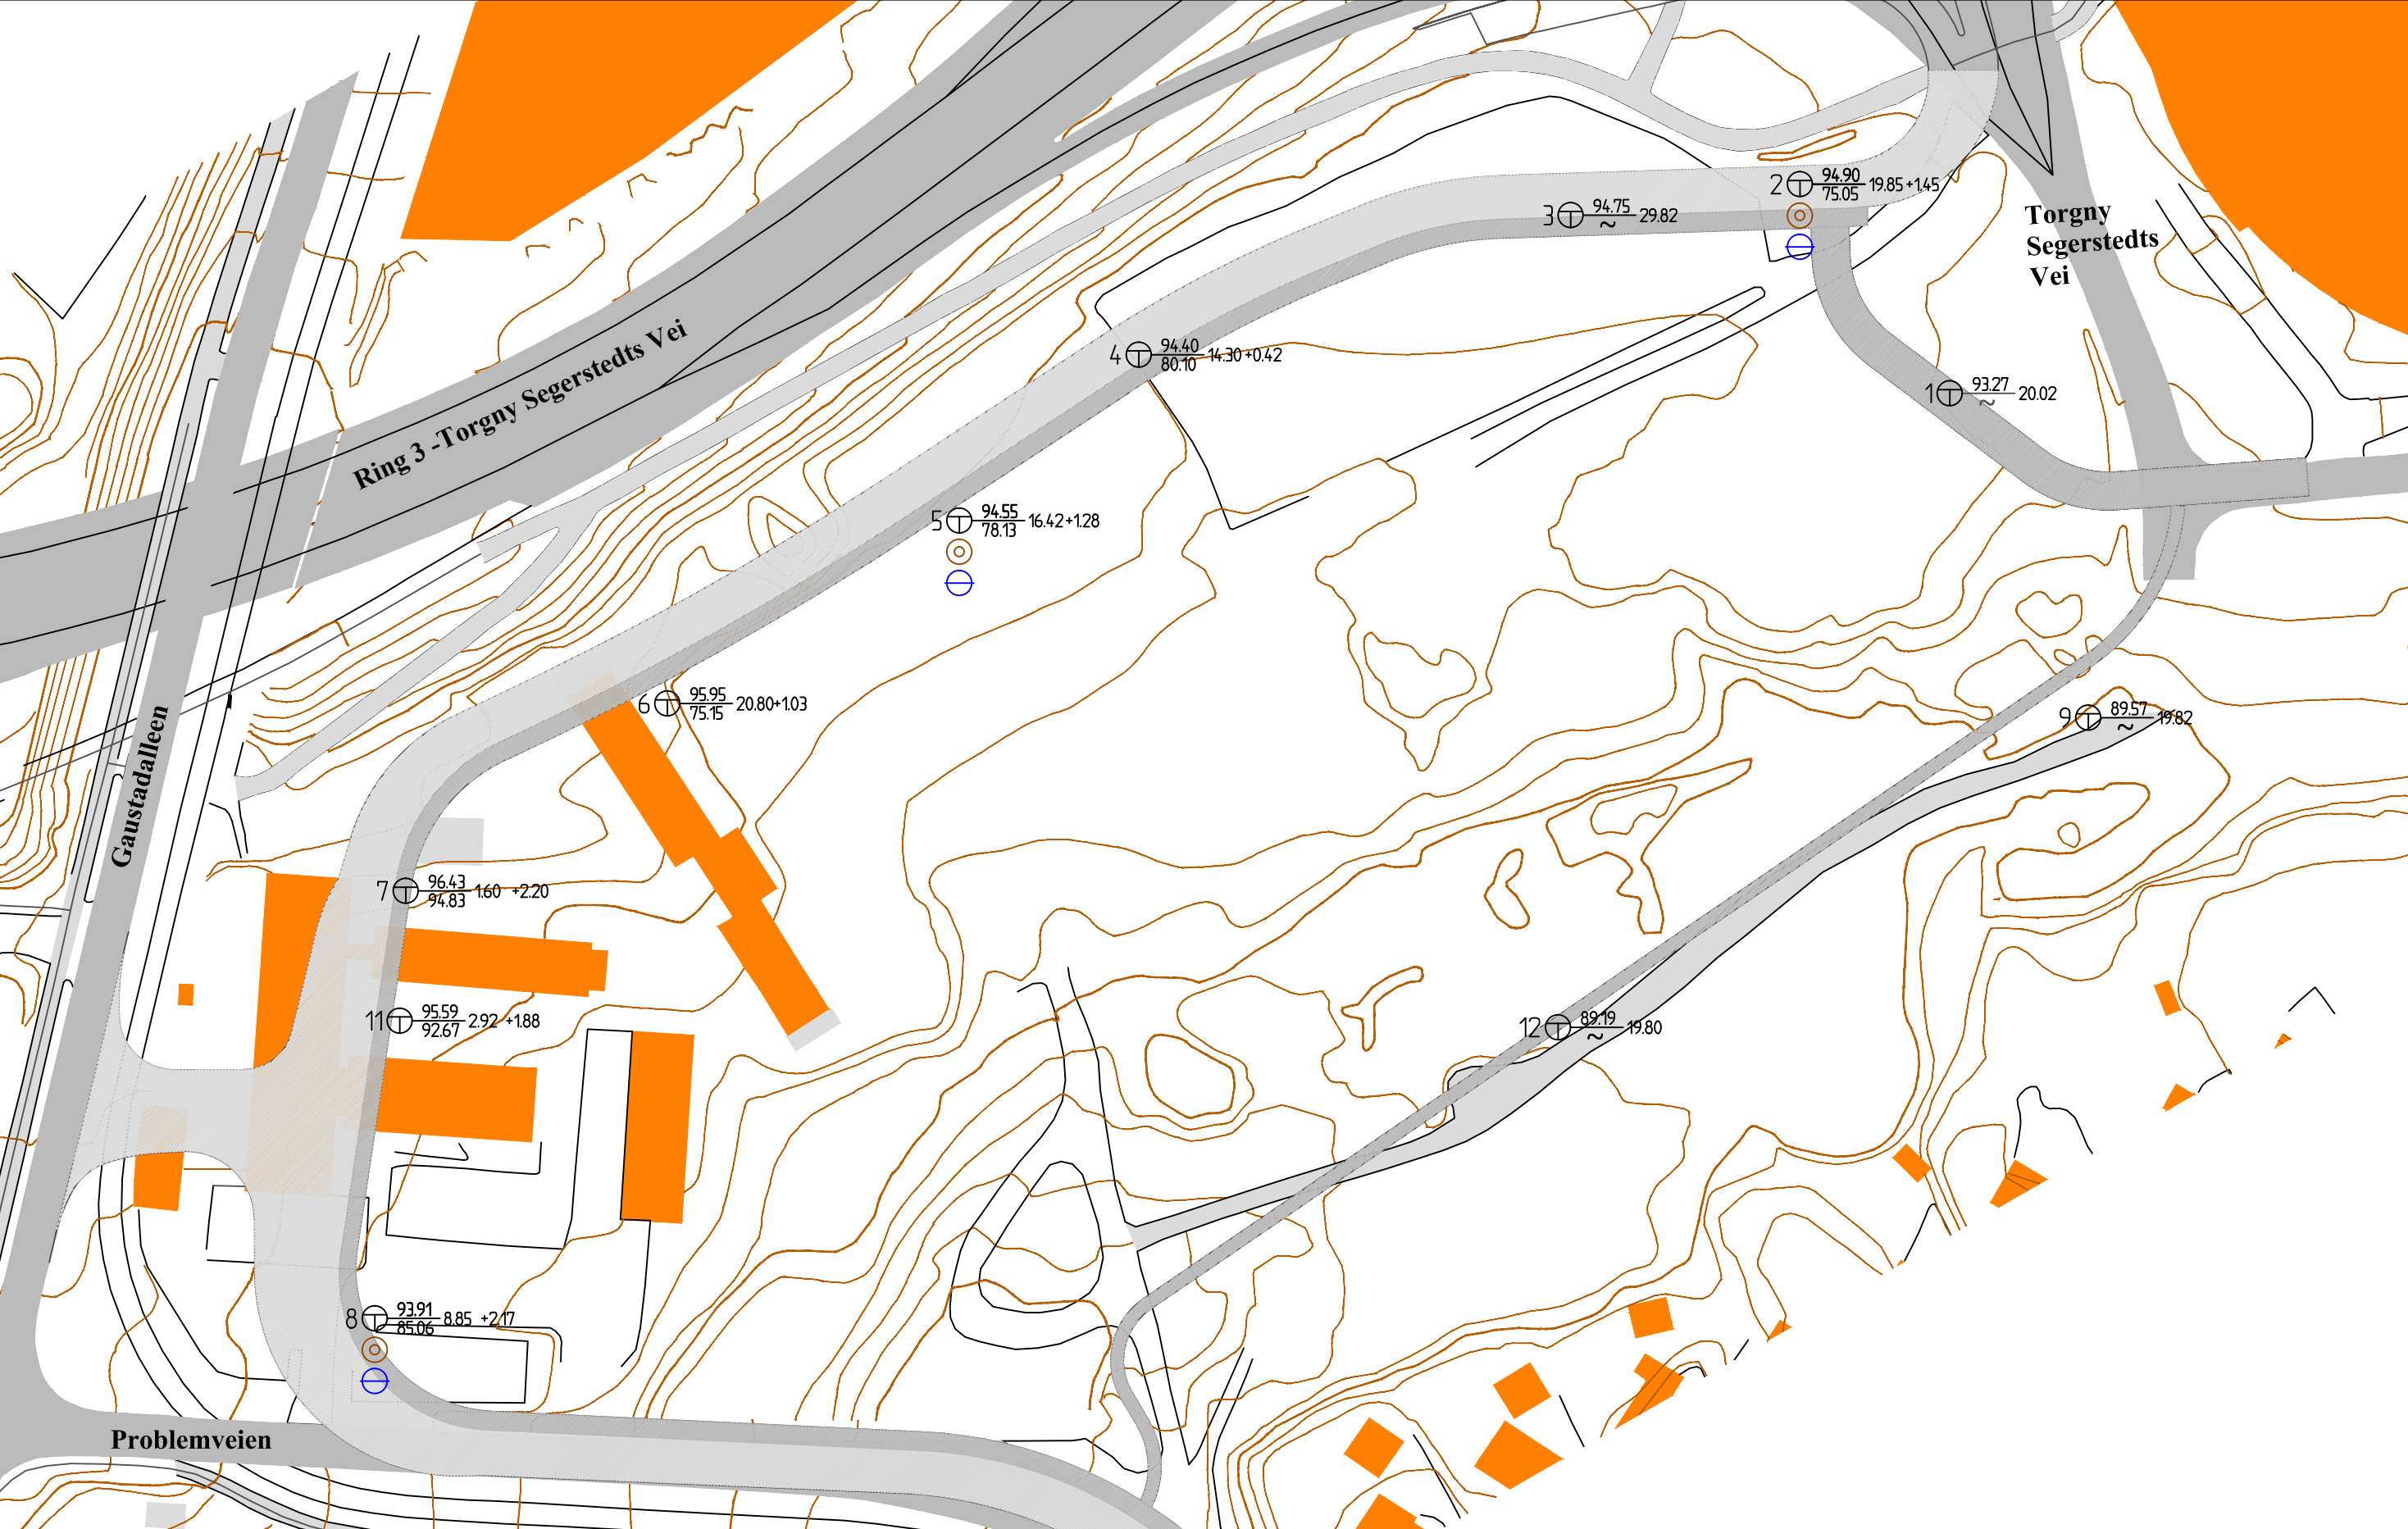 2 94.90 19.85 +1.45
75.05
3 94.75 29.82
~
Torgny
Segerstedts
Vei
Ring 3 -Torgny Segerstedts Vei
4 94.40 14.30 +0.42
80.10
1 93.27 20.02
~
5 94.55 16.42 +1.28
78.13
6 95.95 20.80 +1.03
75.15
9 89.57 19.82
~
Gaustadalleen
7 96.43 1.60 +2.20
94.83
11 95.59 2.92 +1.88
92.67
12 89.19 19.80
~
8 93.91 8.85 +2.17
85.06
Problemveien